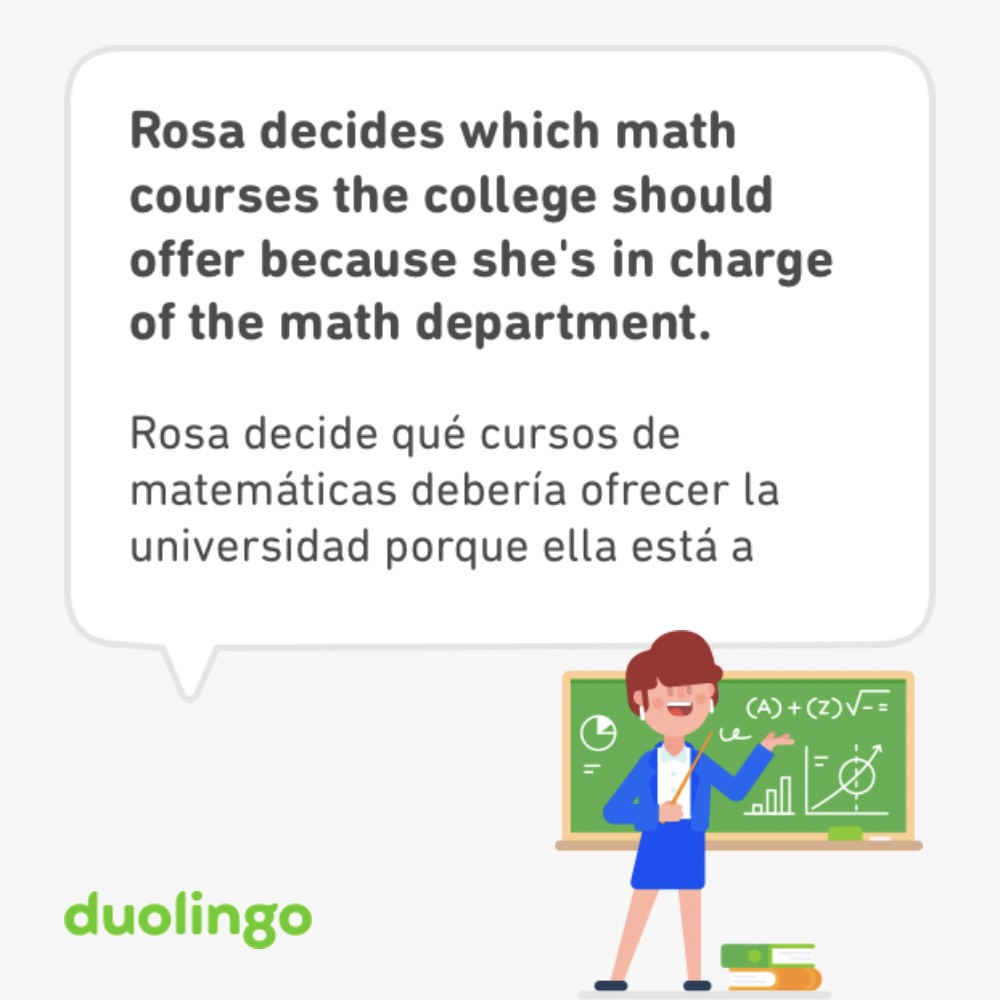 Rosa decides which math
courses the college should
offer because she's in charge
of the math department.
Rosa decide qué cursos de
matemáticas debería ofrecer la
universidad porque ella está a
(A)+(Z)√-=
duolingo